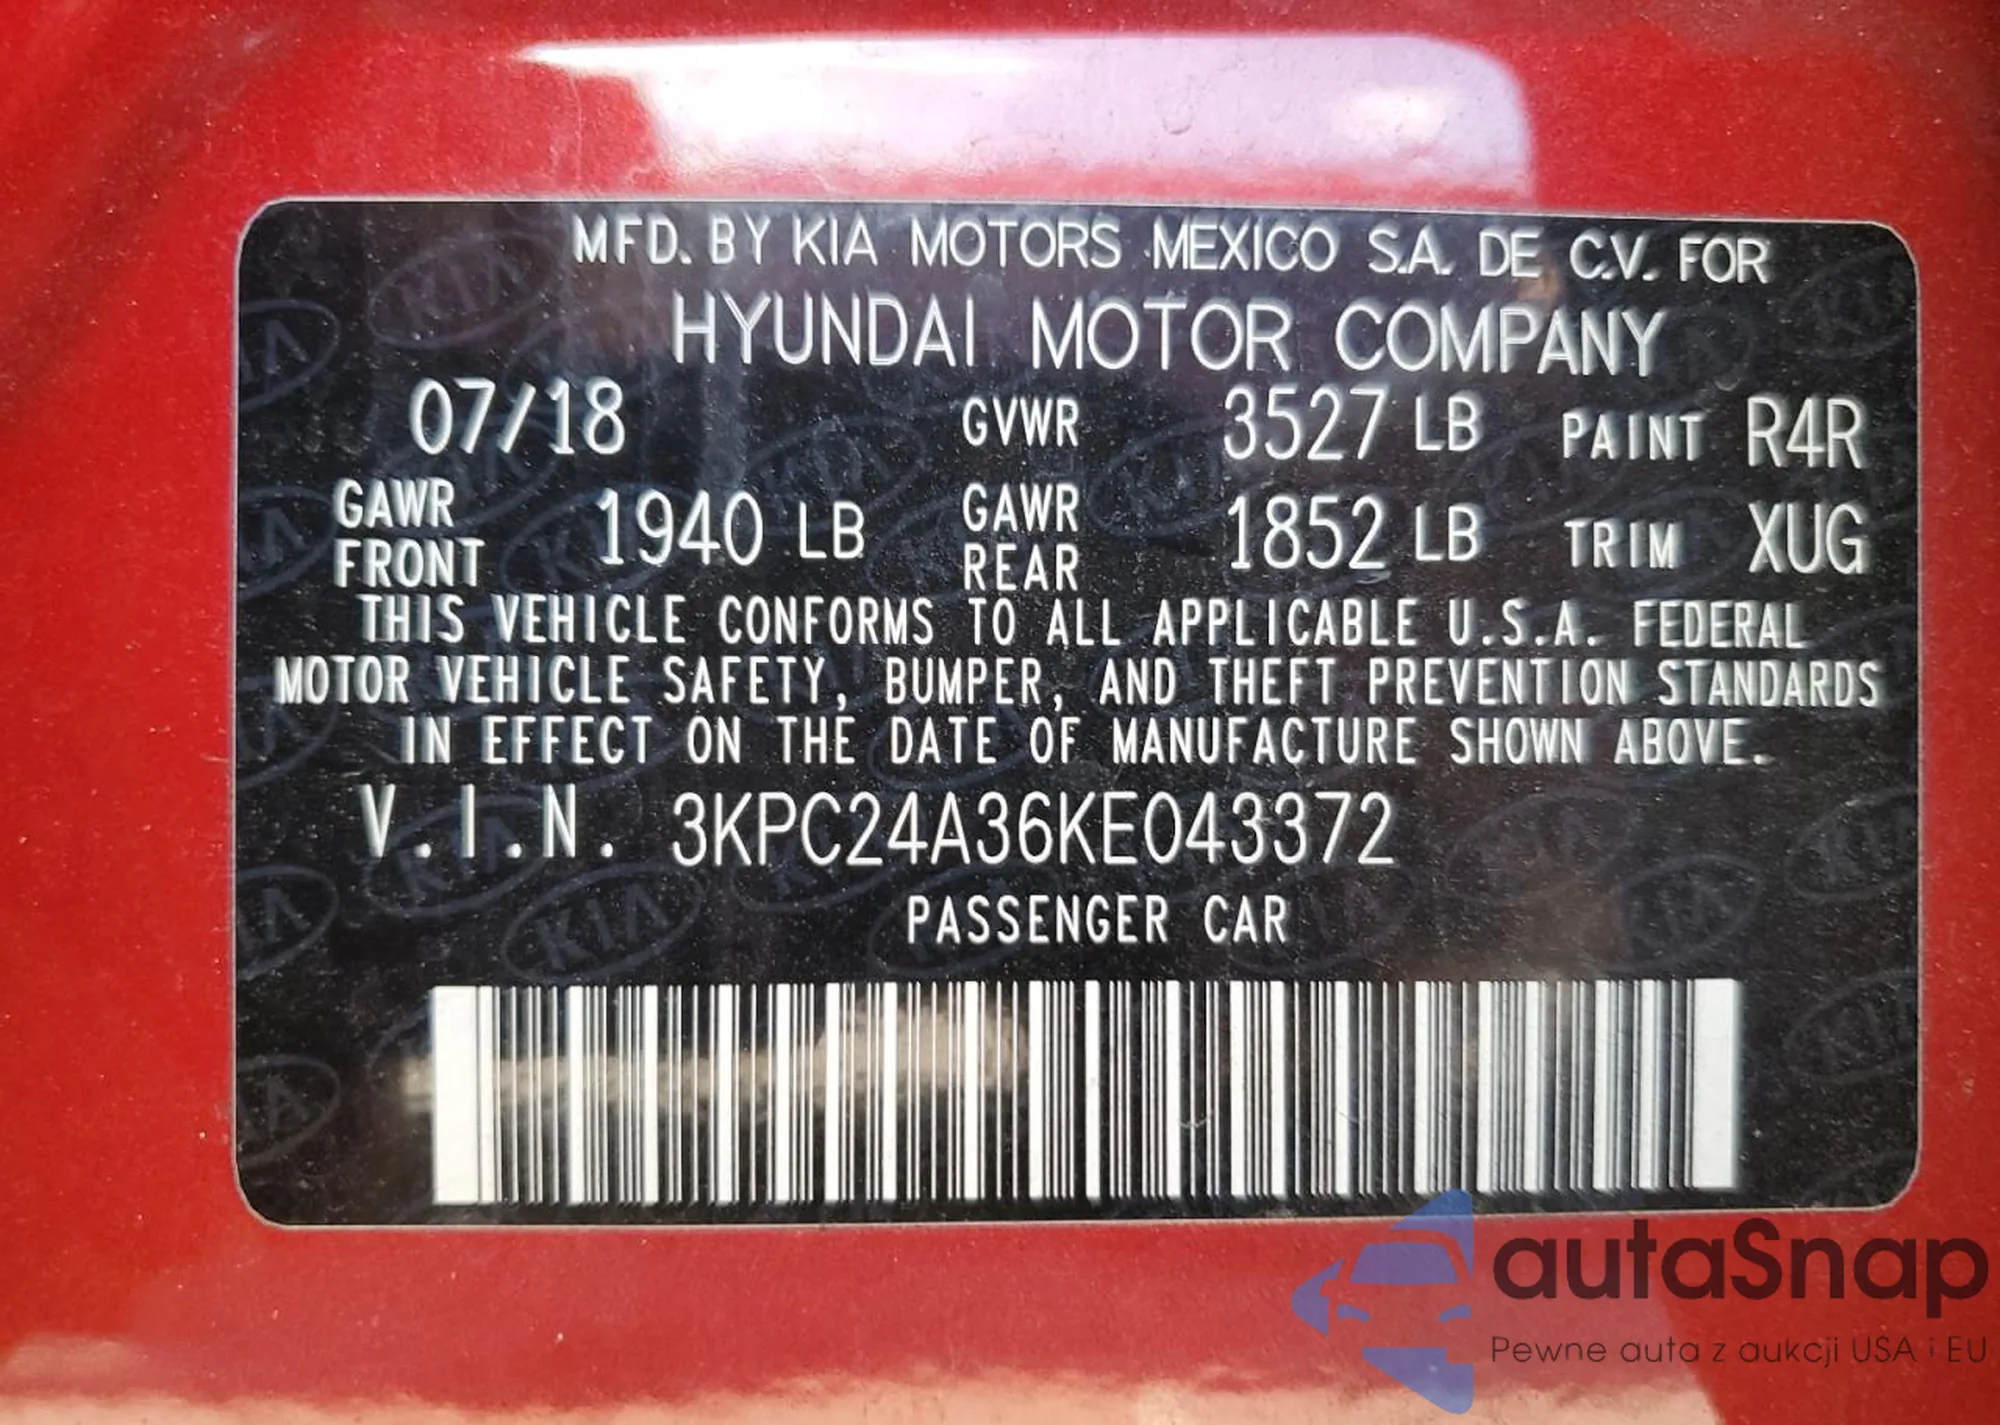 MFD. BY KIA MOTORS MEXICO S.A. DE C.V. FOR
HYUNDAI MOTOR COMPANY
07/18 GVWR 3527 LB PAINT R4R
GAWR FRONT 1940 LB GAWR REAR 1852 LB TRIM XUG
THIS VEHICLE CONFORMS TO ALL APPLICABLE U.S.A. FEDERAL
MOTOR VEHICLE SAFETY, BUMPER, AND THEFT PREVENTION STANDARDS
IN EFFECT ON THE DATE OF MANUFACTURE SHOWN ABOVE.
V.I.N. 3KPC24A36KE043372
PASSENGER CAR
autaSnap
Pewne auta z aukcji USA i EU